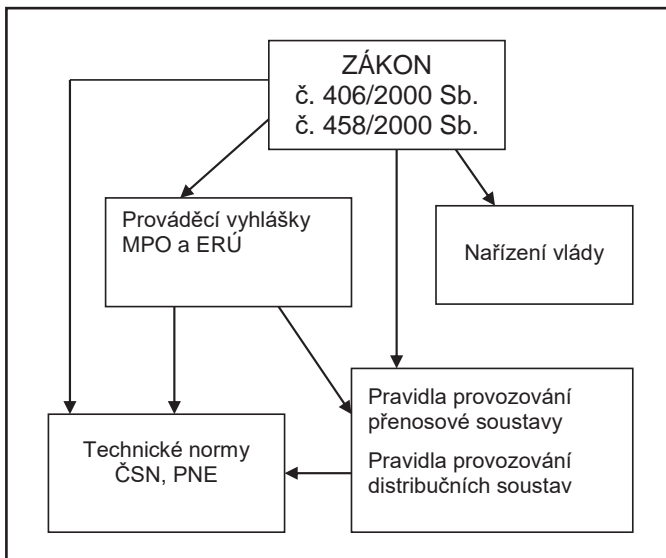 ZÁKON
č. 406/2000 Sb.
č. 458/2000 Sb.
Prováděcí vyhlášky
MPO a ERÚ
Nařízení vlády
Pravidla provozování
přenosové soustavy
Pravidla provozování
distribučních soustav
Technické normy
ČSN, PNE